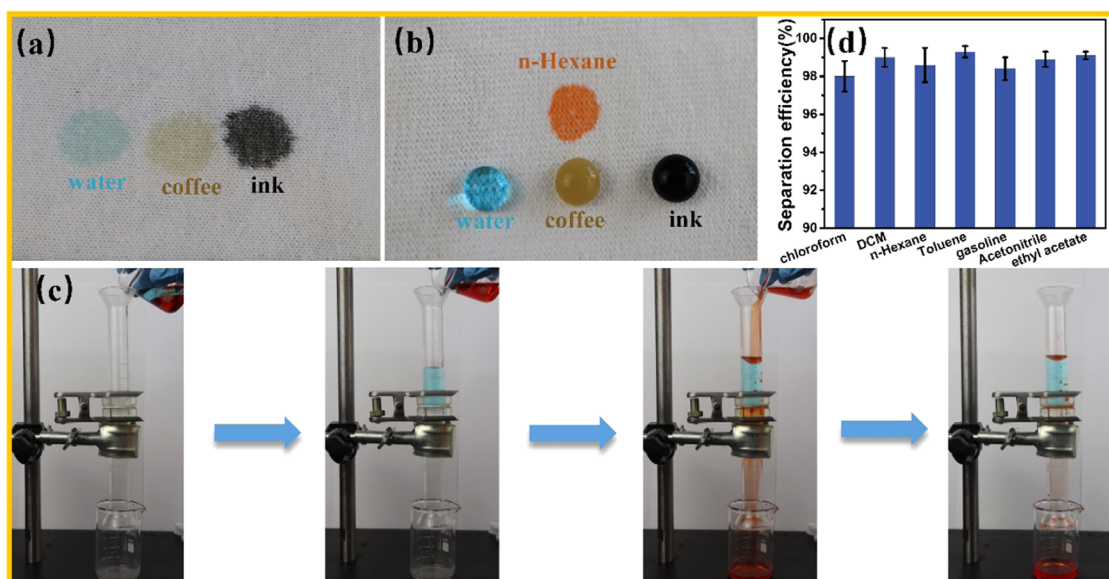 (a)
water
coffee
ink
(b)
n-Hexane
water
coffee
ink
(d)
Separation efficiency(%)
100
98
96
94
92
90
chloroform
DCM
n-Hexane
Toluene
gasoline
Acetonitrile
ethyl acetate
(c)